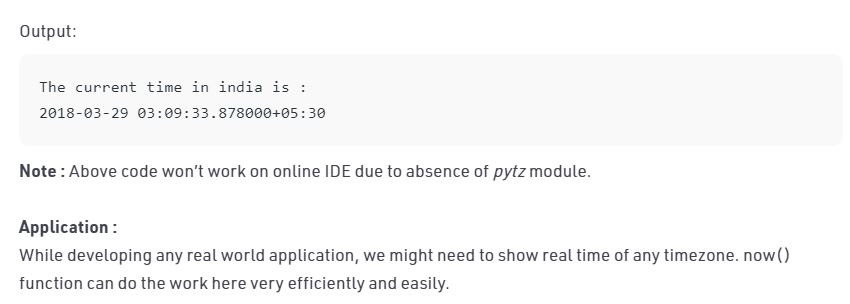 Output:
The current time in india is :
2018-03-29 03:09:33.878000+05:30
Note : Above code won’t work on online IDE due to absence of pytz module.
Application :
While developing any real world application, we might need to show real time of any timezone. now()
function can do the work here very efficiently and easily.